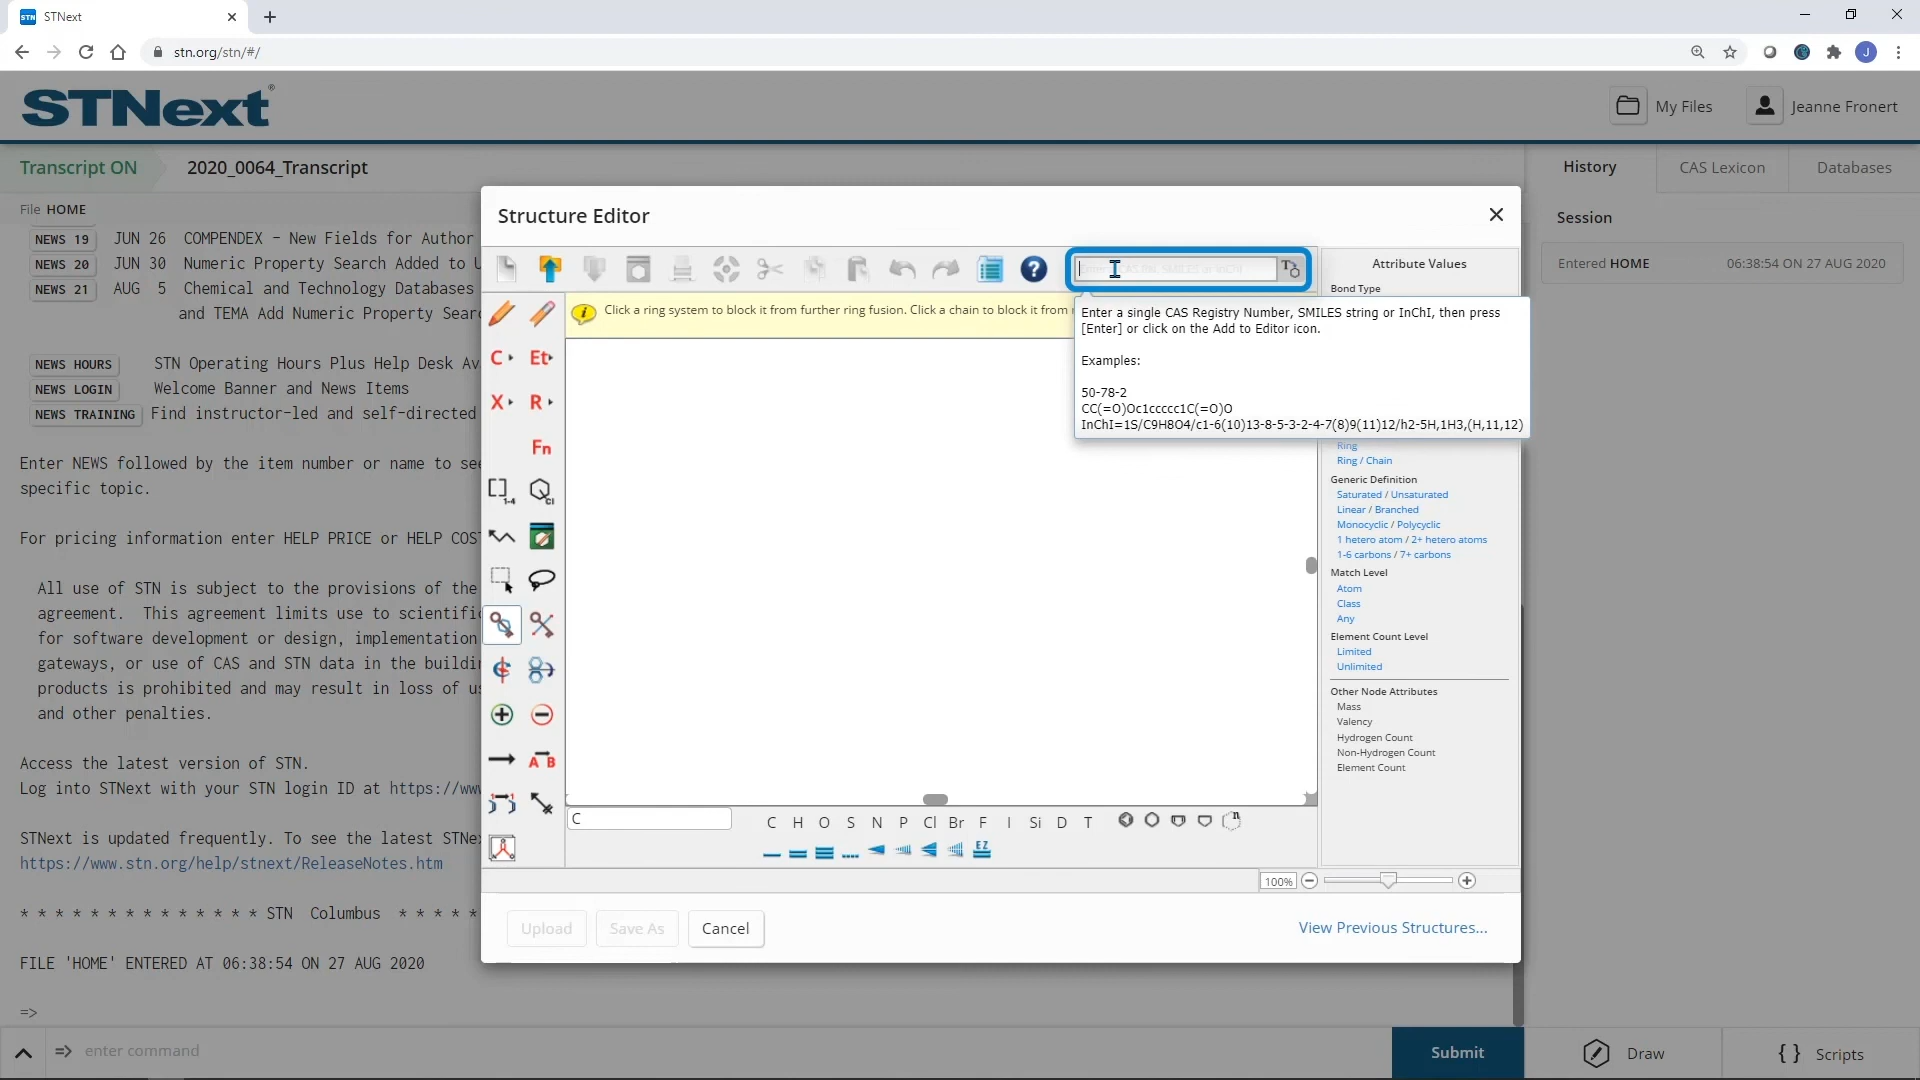 STNext
stn.org/stn/#/
J
STNext®
My Files
Jeanne Fronert
Transcript ON
2020_0064_Transcript
History
CAS Lexicon
Databases
File HOME
Session
Entered HOME
06:38:54 ON 27 AUG 2020
NEWS 19 JUN 26 COMPENDEX – New Fields for Author
NEWS 20 JUN 30 Numeric Property Search Added to
NEWS 21 AUG 5 Chemical and Technology Databases
and TEMA Add Numeric Property
NEWS HOURS STN Operating Hours Plus Help Desk
NEWS LOGIN Welcome Banner and News Items
NEWS TRAINING Find instructor-led and self-directed
Enter NEWS followed by the item number or name to
specific topic.
For pricing information enter HELP PRICE or HELP
All use of STN is subject to the provisions of the
agreement. This agreement limits use to
for software development or design, implementation
gateways, or use of CAS and STN data in the
products is prohibited and may result in loss of
and other penalties.
Access the latest version of STN.
Log into STNext with your STN login ID at
STNext is updated frequently. To see the latest
https://www.stn.org/help/stnext/ReleaseNotes.htm
* * * * * * * * * * * * * * STN Columbus * * * * *
FILE 'HOME' ENTERED AT 06:38:54 ON 27 AUG 2020
=>
=> enter command
Submit
Draw
{ } Scripts
Structure Editor
Click a ring system to block it from further ring fusion. Click a chain to block it from
Enter a single CAS Registry Number, SMILES string or InChI, then press
[Enter] or click on the Add to Editor icon.
Examples:
50-78-2
CC(=O)Oc1ccccc1C(=O)O
InChI=1S/C9H8O4/c1-6(10)13-8-5-3-2-4-7(8)9(11)12/h2-5H,1H3,(H,11,12)
C
Et
X
R
Fn
1-4
Cl
A B
C
C H O S N P Cl Br F I Si D T
n
EZ
Attribute Values
Bond Type
Ring
Ring / Chain
Generic Definition
Saturated / Unsaturated
Linear / Branched
Monocyclic / Polycyclic
1 hetero atom / 2+ hetero atoms
1-6 carbons / 7+ carbons
Match Level
Atom
Class
Any
Element Count Level
Limited
Unlimited
Other Node Attributes
Mass
Valency
Hydrogen Count
Non-Hydrogen Count
Element Count
100%
Upload
Save As
Cancel
View Previous Structures...